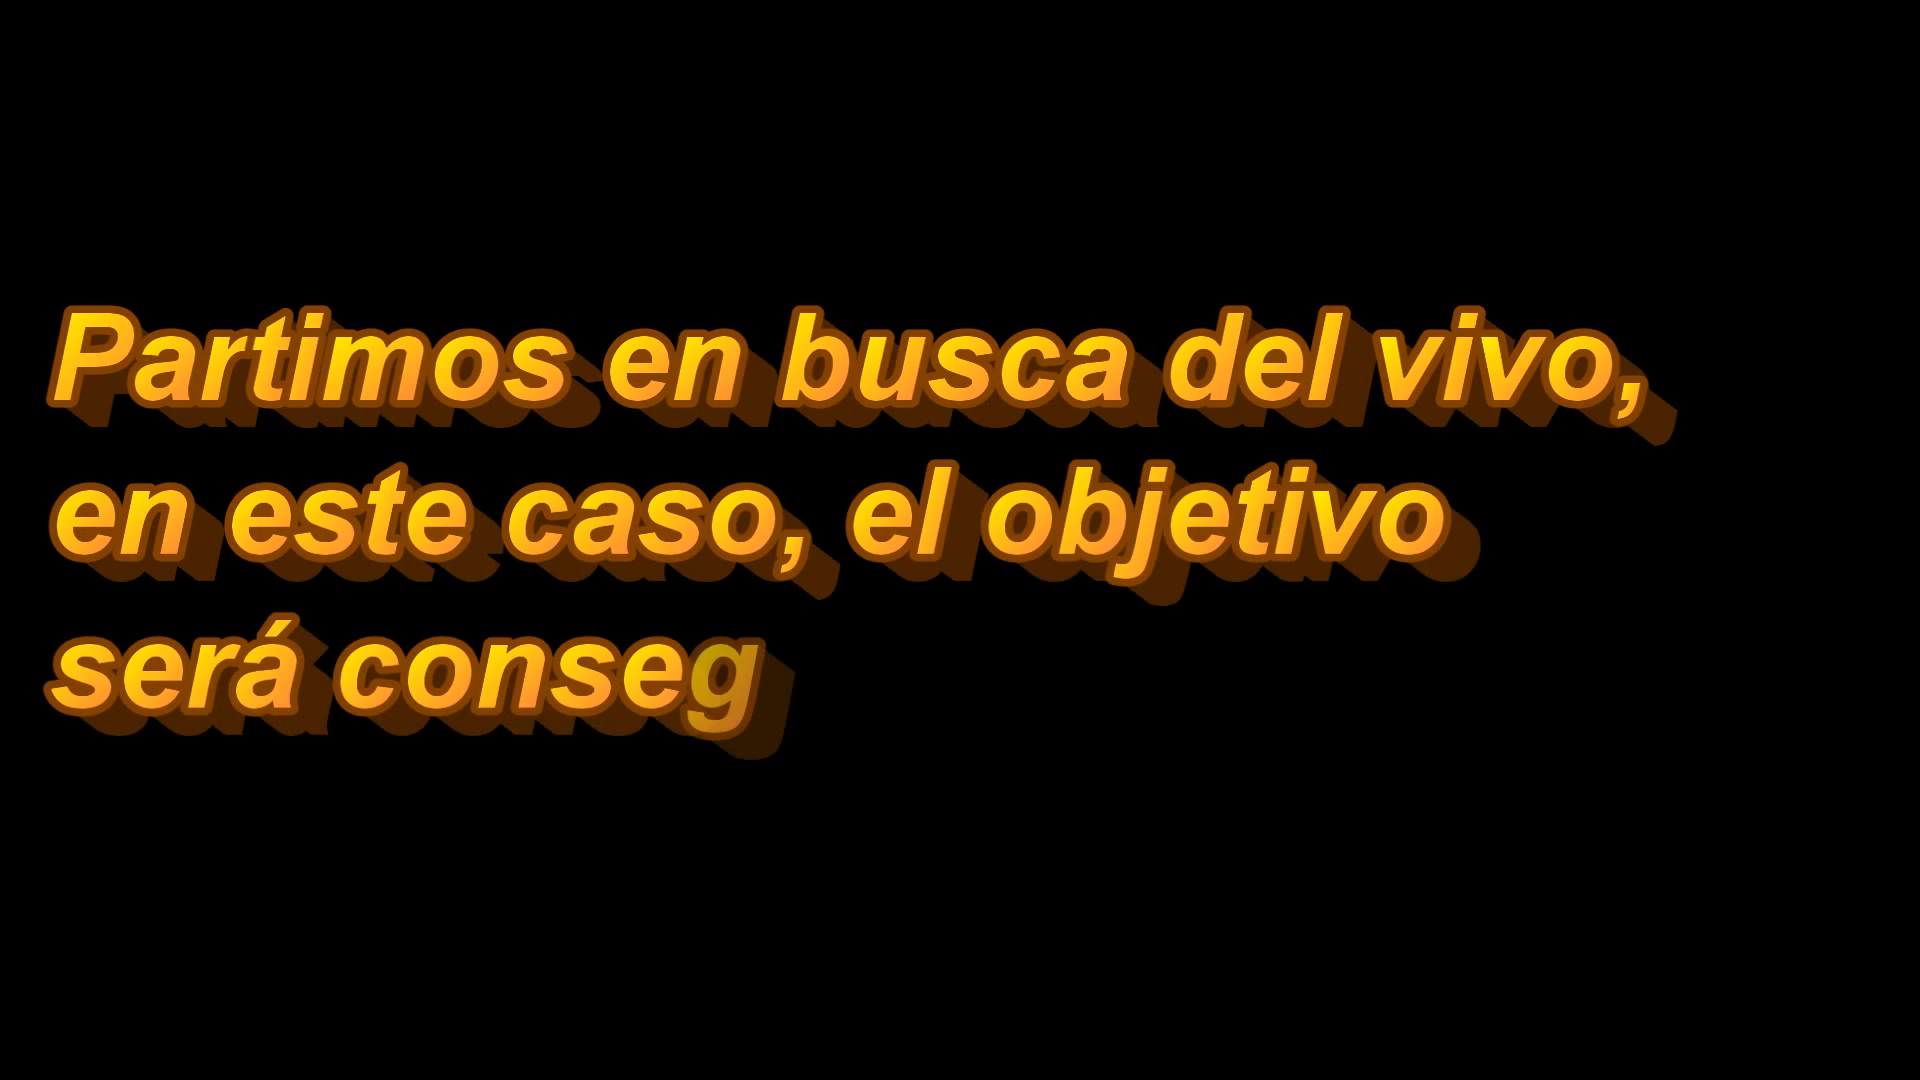 Partimos en busca del vivo,
en este caso, el objetivo
será conseg